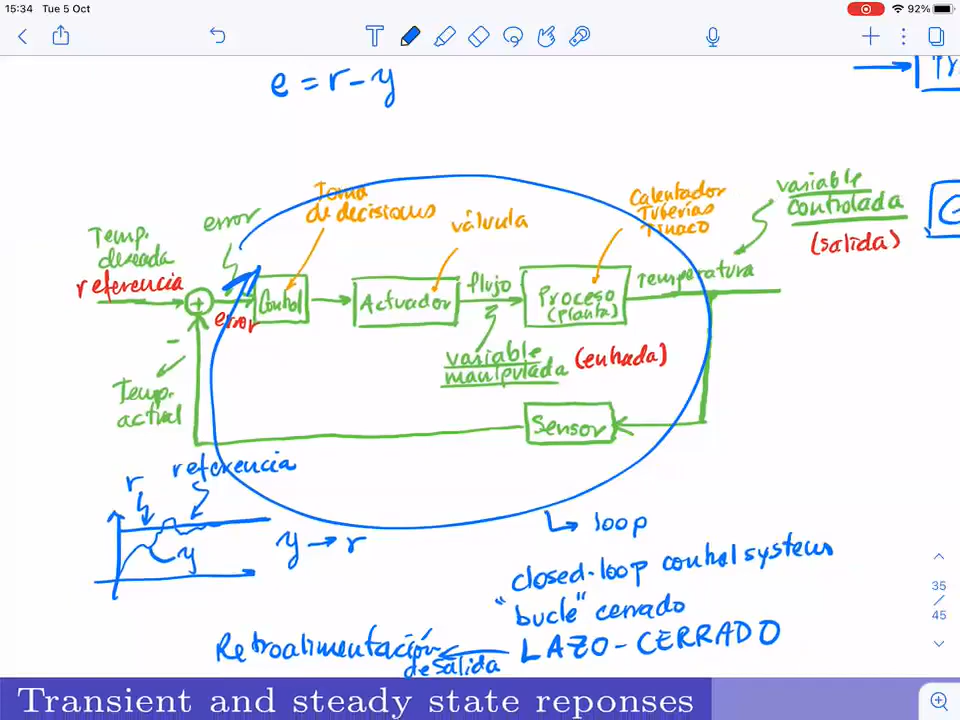 15:34 Tue 5 Oct
92%
e = r - y
Toma
de decisiones
válvula
Calentador
Tuberías
Tinaco
variable
controlada
(salida)
error
Temp.
deseada
referencia
+
error
Control
Actuador
flujo
Proceso
(planta)
Temperatura
variable
manipulada
(entrada)
-
Temp.
actual
Sensor
referencia
r
y
y → r
loop
closed-loop control systems
"bucle" cerrado
LAZO-CERRADO
Retroalimentación
de salida
35
/
45
Transient and steady state reponses